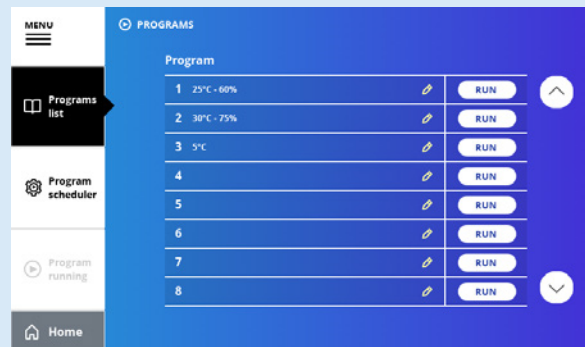 MENU
PROGRAMS
Programs
list
Program
scheduler
Program
running
Home
Program
1 25°C - 60% RUN
2 30°C - 75% RUN
3 5°C RUN
4 RUN
5 RUN
6 RUN
7 RUN
8 RUN